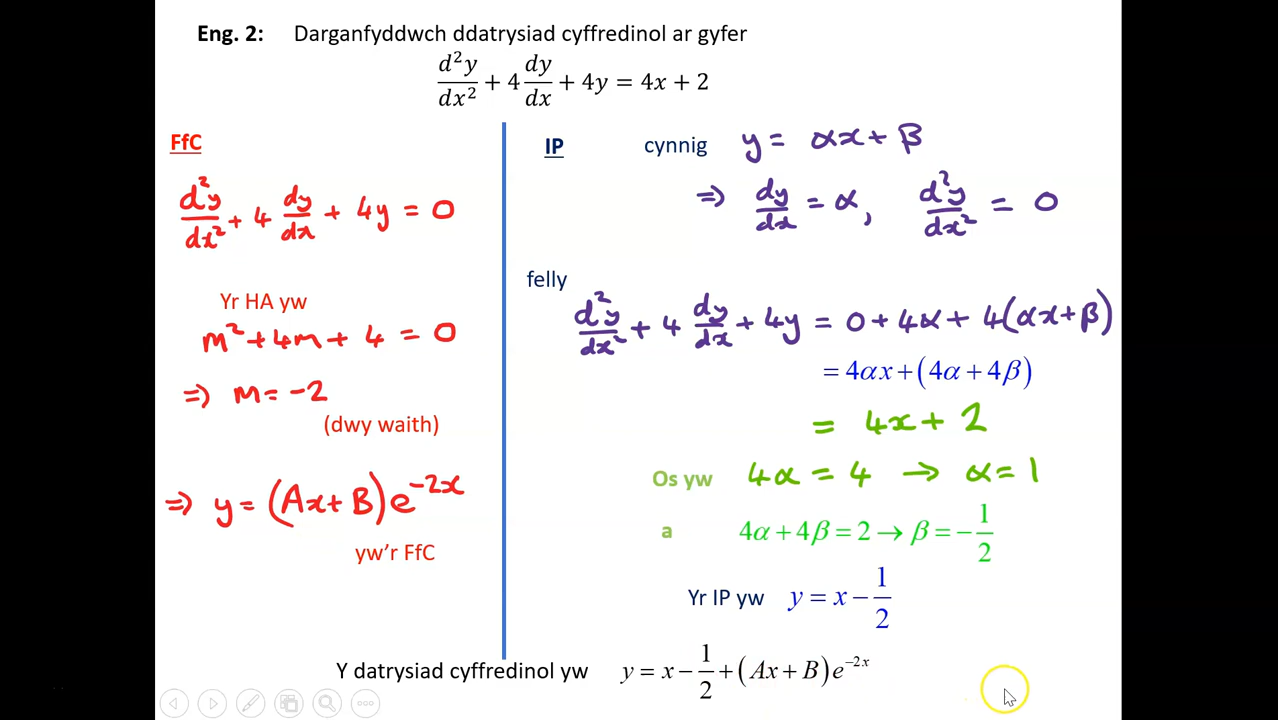 Eng. 2: Darganfyddwch ddatrysiad cyffredinol ar gyfer
d²y/dx² + 4 dy/dx + 4y = 4x + 2
FfC
d²y/dx² + 4 dy/dx + 4y = 0
Yr HA yw
m² + 4m + 4 = 0
⇒ m = -2
(dwy waith)
⇒ y = (Ax + B)e^(-2x)
yw'r FfC
IP cynnig y = αx + β
⇒ dy/dx = α, d²y/dx² = 0
felly
d²y/dx² + 4 dy/dx + 4y = 0 + 4α + 4(αx + β)
= 4αx + (4α + 4β)
= 4x + 2
Os yw 4α = 4 → α = 1
a 4α + 4β = 2 → β = -1/2
Yr IP yw y = x - 1/2
Y datrysiad cyffredinol yw y = x - 1/2 + (Ax + B)e^(-2x)